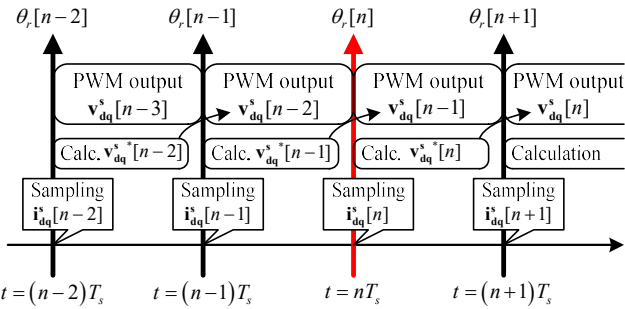 θr[n−2] θr[n−1] θr[n] θr[n+1]
PWM output PWM output PWM output PWM output
v^s_dq[n−3] v^s_dq[n−2] v^s_dq[n−1] v^s_dq[n]
Calc. v^s_dq*[n−2] Calc. v^s_dq*[n−1] Calc. v^s_dq*[n] Calculation
Sampling Sampling Sampling Sampling
i^s_dq[n−2] i^s_dq[n−1] i^s_dq[n] i^s_dq[n+1]
t=(n−2)Ts t=(n−1)Ts t=nTs t=(n+1)Ts